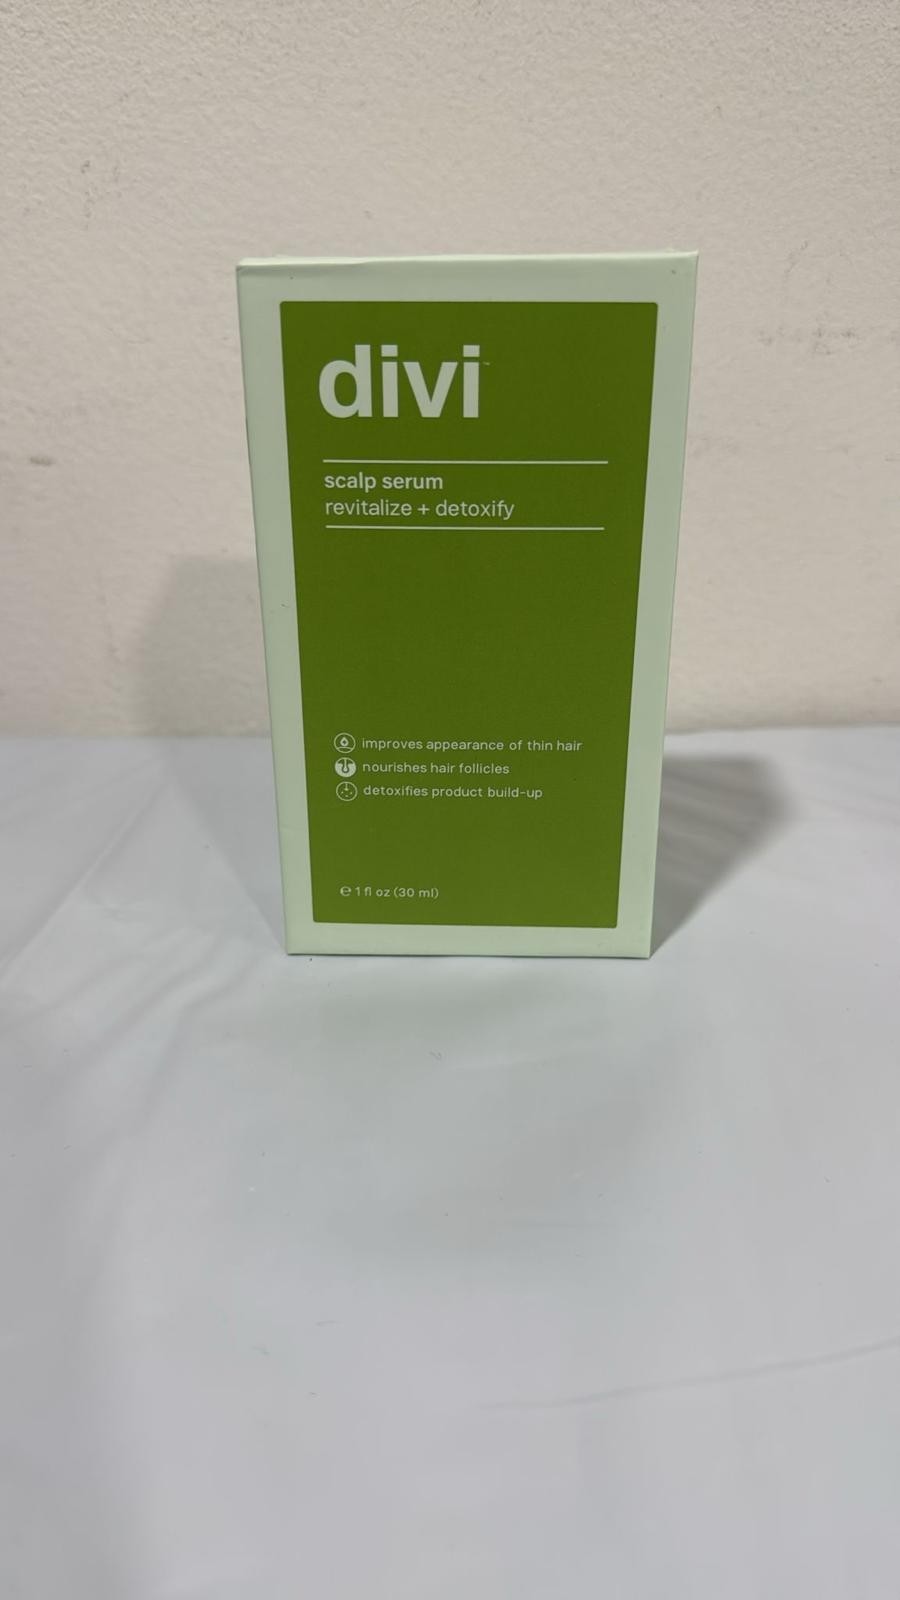 divi™
scalp serum
revitalize + detoxify
improves appearance of thin hair
nourishes hair follicles
detoxifies product build-up
℮ 1 fl oz (30 ml)